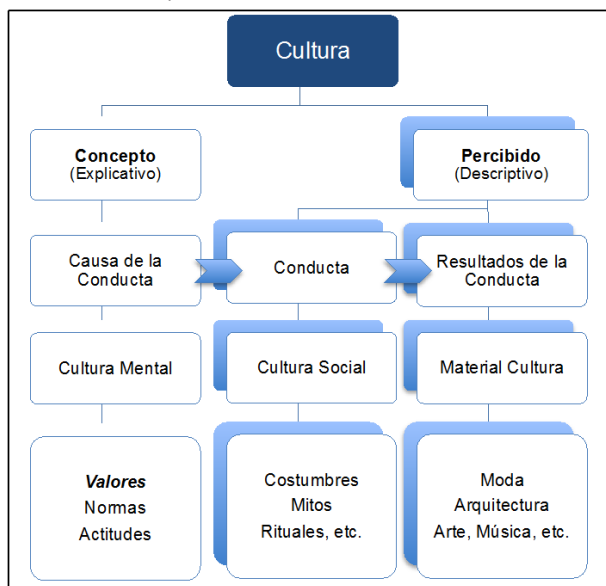 Cultura
Concepto
(Explicativo)
Percibido
(Descriptivo)
Causa de la
Conducta
Conducta
Resultados de la
Conducta
Cultura Mental
Cultura Social
Material Cultura
Valores
Normas
Actitudes
Costumbres
Mitos
Rituales, etc.
Moda
Arquitectura
Arte, Música, etc.